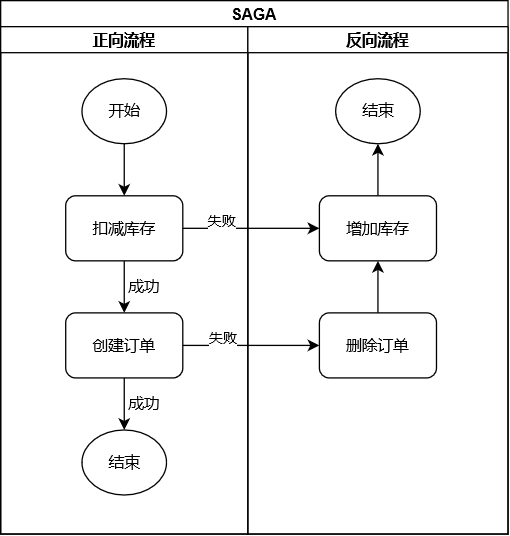 SAGA
正向流程
反向流程
开始
结束
扣减库存
失败
增加库存
成功
创建订单
失败
删除订单
成功
结束